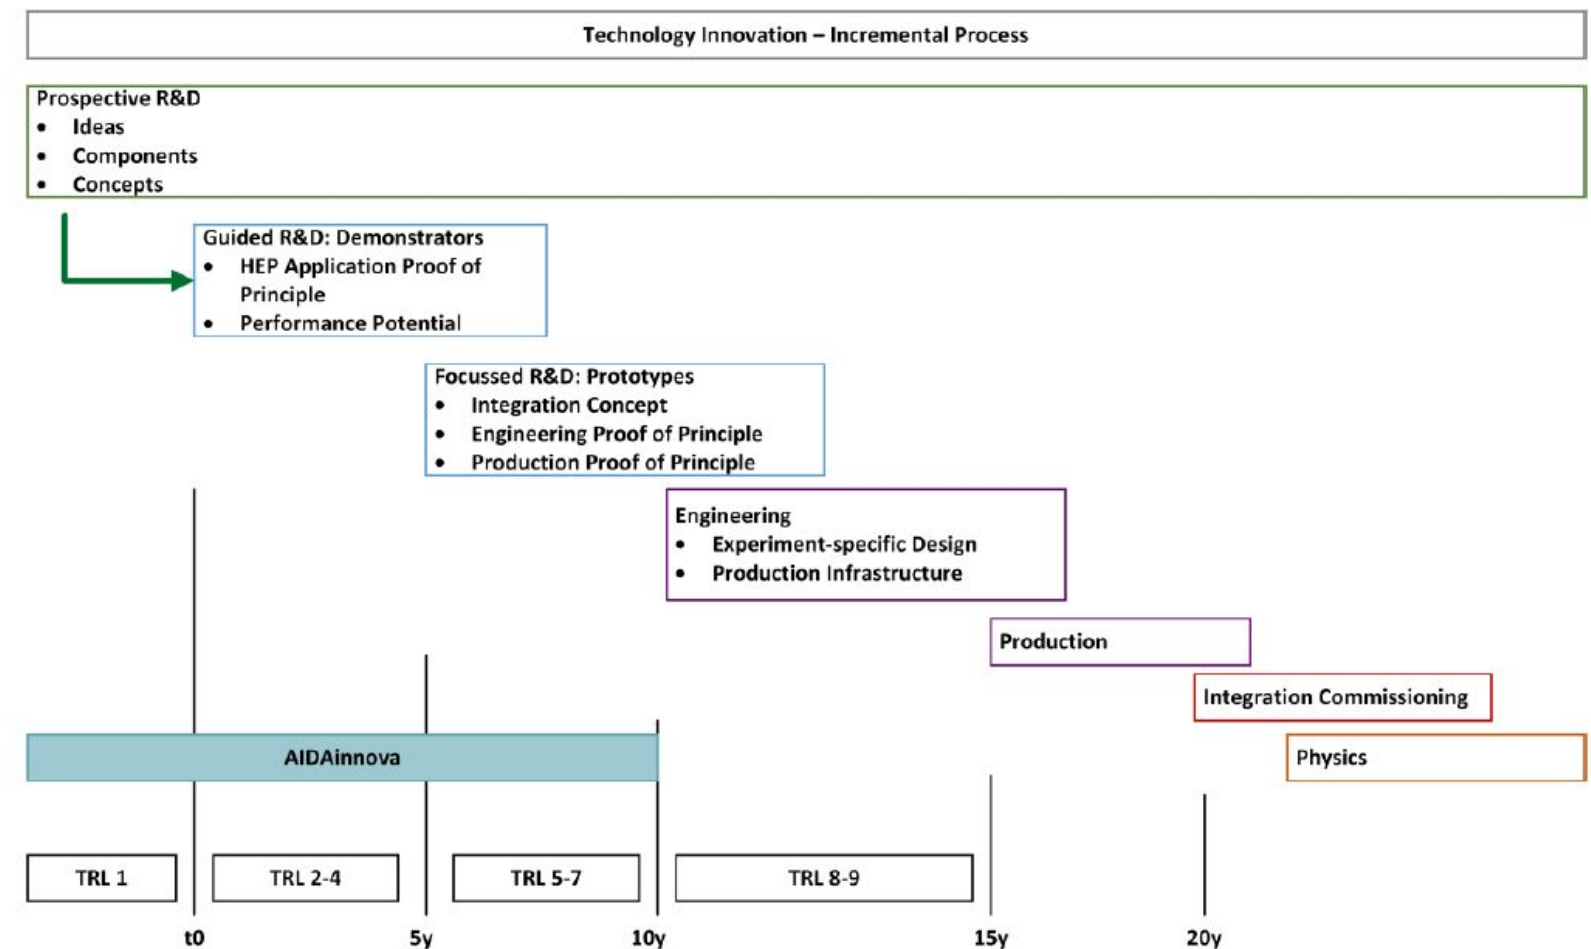 Technology Innovation – Incremental Process
Prospective R&D
• Ideas
• Components
• Concepts
Guided R&D: Demonstrators
• HEP Application Proof of
Principle
• Performance Potential
Focussed R&D: Prototypes
• Integration Concept
• Engineering Proof of Principle
• Production Proof of Principle
Engineering
• Experiment-specific Design
• Production Infrastructure
Production
Integration Commissioning
AIDAinnova
Physics
TRL 1
TRL 2-4
TRL 5-7
TRL 8-9
t0
5y
10y
15y
20y